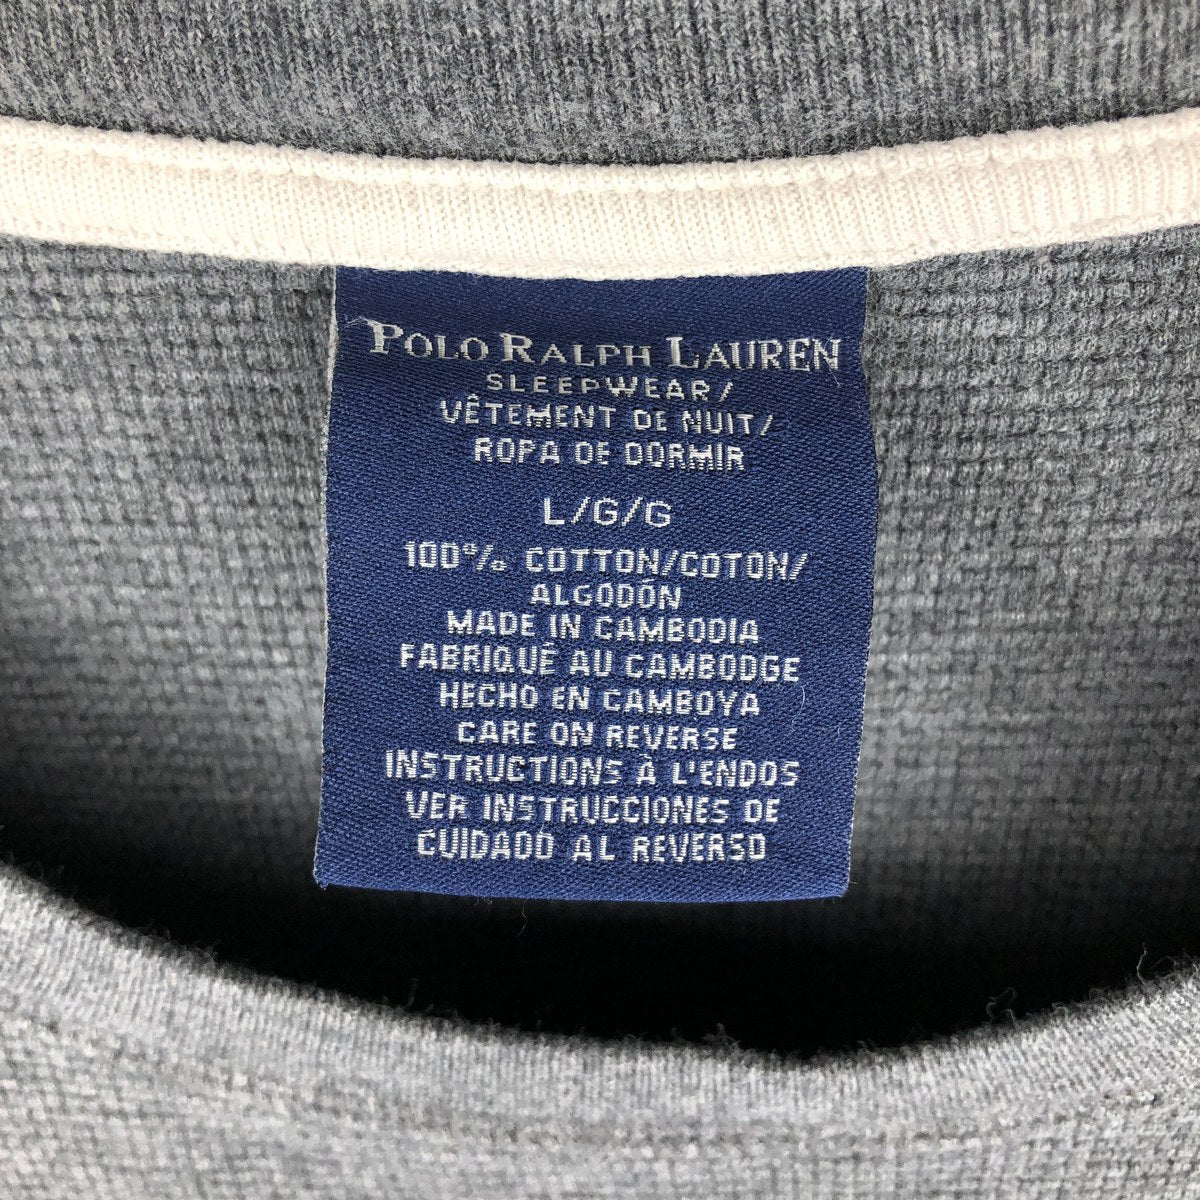 POLO RALPH LAUREN
SLEEPWEAR/
VÊTEMENT DE NUIT/
ROPA DE DORMIR
L/G/G
100% COTTON/COTON/
ALGODÓN
MADE IN CAMBODIA
FABRIQUÉ AU CAMBODGE
HECHO EN CAMBOYA
CARE ON REVERSE
INSTRUCTIONS À L'ENDOS
VER INSTRUCCIONES DE
CUIDADO AL REVERSO